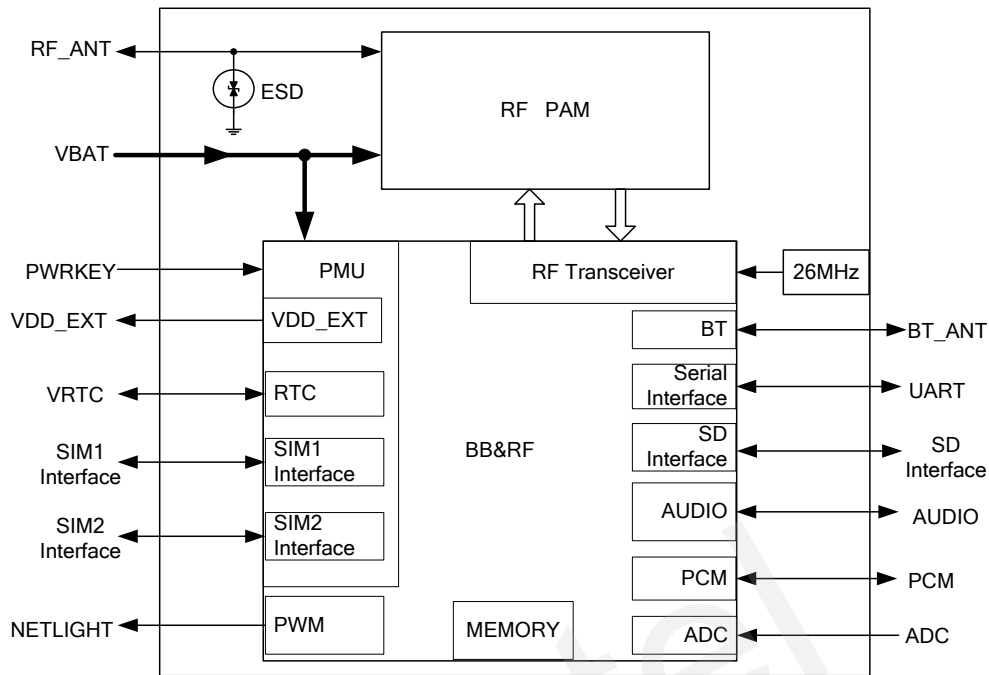 RF_ANT
ESD
RF PAM
VBAT
PWRKEY
PMU
RF Transceiver
26MHz
VDD_EXT
VDD_EXT
BT
BT_ANT
VRTC
RTC
Serial
Interface
UART
SIM1
Interface
SIM1
Interface
BB&RF
SD
Interface
SD
Interface
SIM2
Interface
SIM2
Interface
AUDIO
AUDIO
PCM
PCM
NETLIGHT
PWM
MEMORY
ADC
ADC